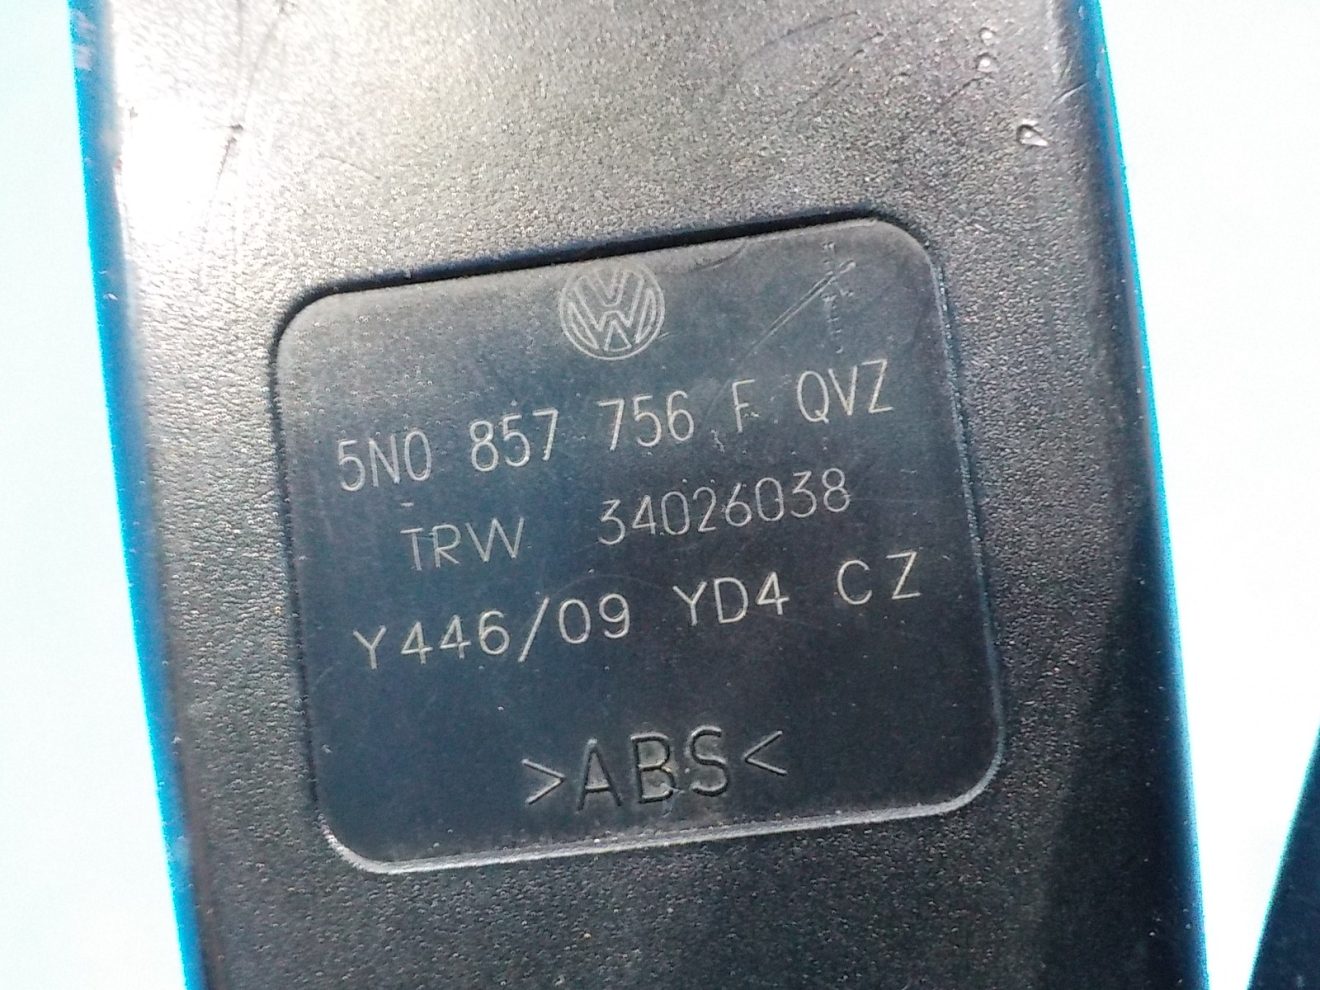 5N0 857 756 F QVZ
TRW 34026038
Y446/09 YD4 CZ
>ABS<